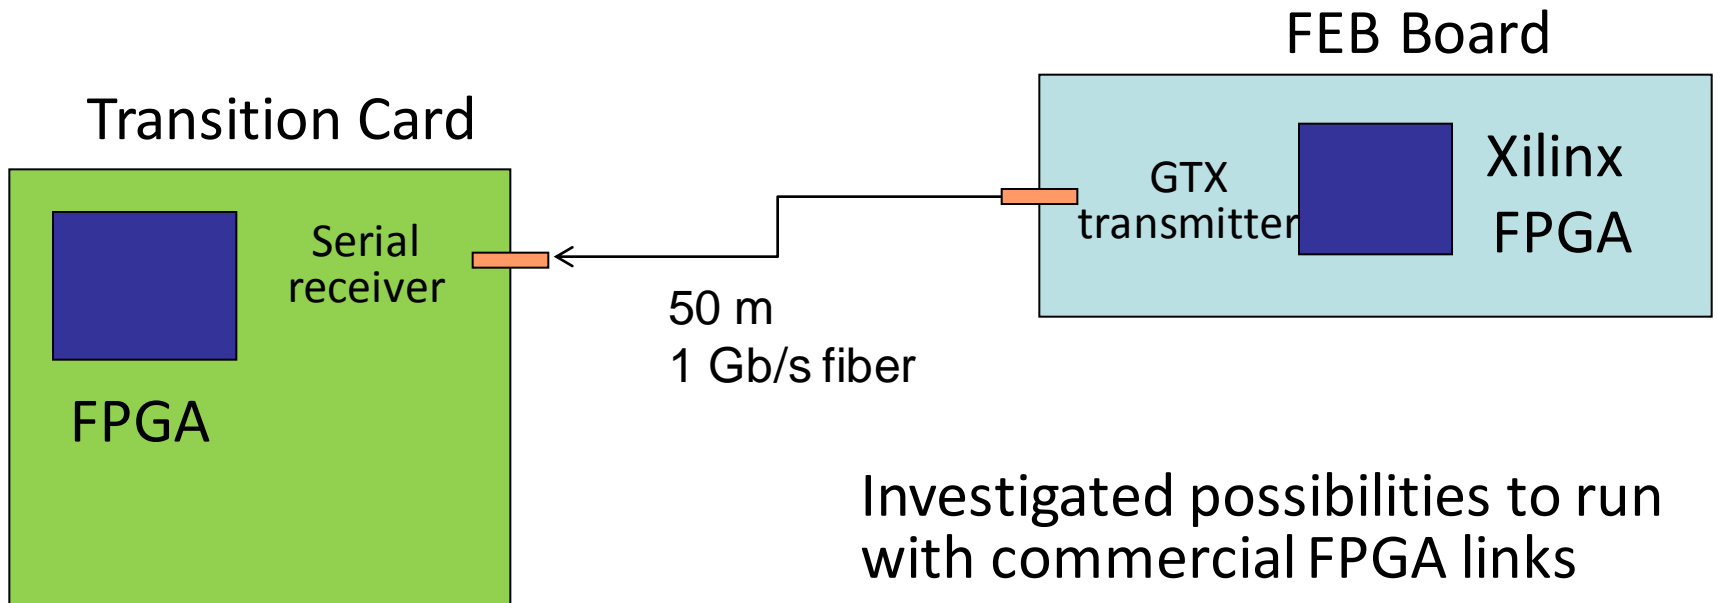 FEB Board
Transition Card
Xilinx
FPGA
GTX
transmitter
Serial
receiver
50 m
1 Gb/s fiber
FPGA
Investigated possibilities to run
with commercial FPGA links